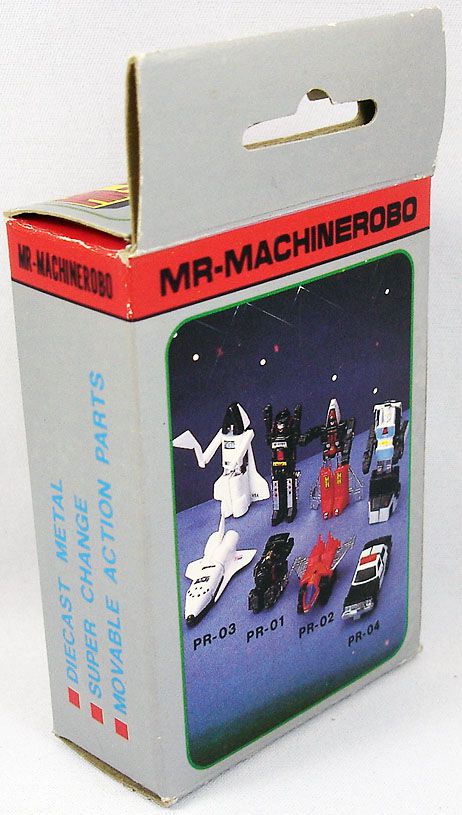 MR-MACHINEROBO
MR-MACHINEROBO
DIECAST METAL
SUPER CHANGE
MOVABLE ACTION PARTS
PR-03 PR-01 PR-02 PR-04